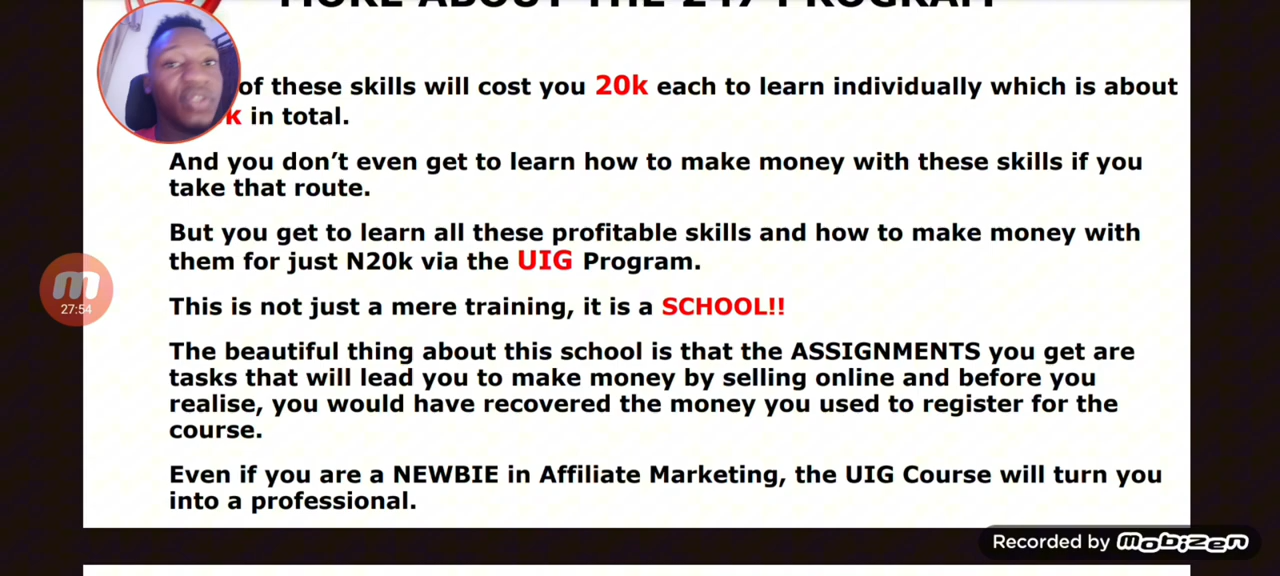 MORE ABOUT THE 247 PROGRAM
of these skills will cost you 20k each to learn individually which is about
k in total.
And you don’t even get to learn how to make money with these skills if you
take that route.
But you get to learn all these profitable skills and how to make money with
them for just N20k via the UIG Program.
27:54
This is not just a mere training, it is a SCHOOL!!
The beautiful thing about this school is that the ASSIGNMENTS you get are
tasks that will lead you to make money by selling online and before you
realise, you would have recovered the money you used to register for the
course.
Even if you are a NEWBIE in Affiliate Marketing, the UIG Course will turn you
into a professional.
Recorded by mobizen